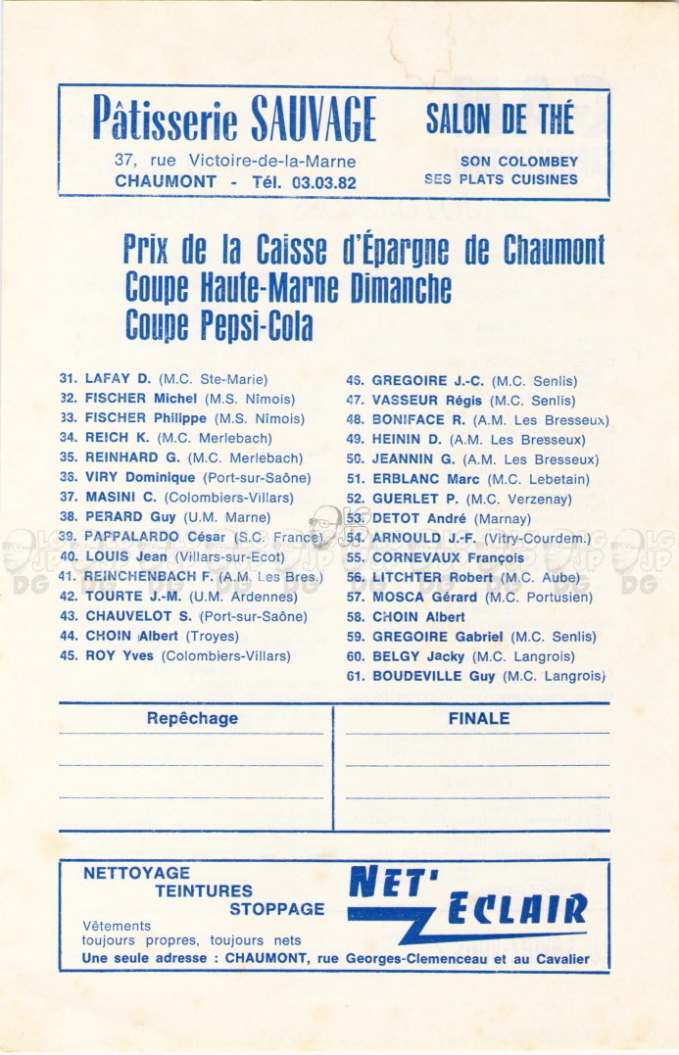 Pâtisserie SAUVAGE
37, rue Victoire-de-la-Marne
CHAUMONT - Tél. 03.03.82
SALON DE THÉ
SON COLOMBEY
SES PLATS CUISINES
Prix de la Caisse d'Épargne de Chaumont
Coupe Haute-Marne Dimanche
Coupe Pepsi-Cola
31. LAFAY D. (M.C. Ste-Marie)
32. FISCHER Michel (M.S. Nîmois)
33. FISCHER Philippe (M.S. Nîmois)
34. REICH K. (M.C. Merlebach)
35. REINHARD G. (M.C. Merlebach)
36. VIRY Dominique (Port-sur-Saône)
37. MASINI C. (Colombiers-Villars)
38. PERARD Guy (U.M. Marne)
39. PAPPALARDO César (S.C. France)
40. LOUIS Jean (Villars-sur-Ecot)
41. REINCHENBACH F. (A.M. Les Bres.)
42. TOURTE J.-M. (U.M. Ardennes)
43. CHAUVELOT S. (Port-sur-Saône)
44. CHOIN Albert (Troyes)
45. ROY Yves (Colombiers-Villars)
46. GREGOIRE J.-C. (M.C. Senlis)
47. VASSEUR Régis (M.C. Senlis)
48. BONIFACE R. (A.M. Les Bresseux)
49. HEININ D. (A.M. Les Bresseux)
50. JEANNIN G. (A.M. Les Bresseux)
51. ERBLANC Marc (M.C. Lebetain)
52. GUERLET P. (M.C. Verzenay)
53. DETOT André (Marnay)
54. ARNOULD J.-F. (Vitry-Courdem.)
55. CORNEVAUX François
56. LITCHTER Robert (M.C. Aube)
57. MOSCA Gérard (M.C. Portusien)
58. CHOIN Albert
59. GREGOIRE Gabriel (M.C. Senlis)
60. BELGY Jacky (M.C. Langrois)
61. BOUDEVILLE Guy (M.C. Langrois)
Repêchage
FINALE
NETTOYAGE
TEINTURES
STOPPAGE
Vêtements
toujours propres, toujours nets
NET'
ECLAIR
Une seule adresse : CHAUMONT, rue Georges-Clemenceau et au Cavalier